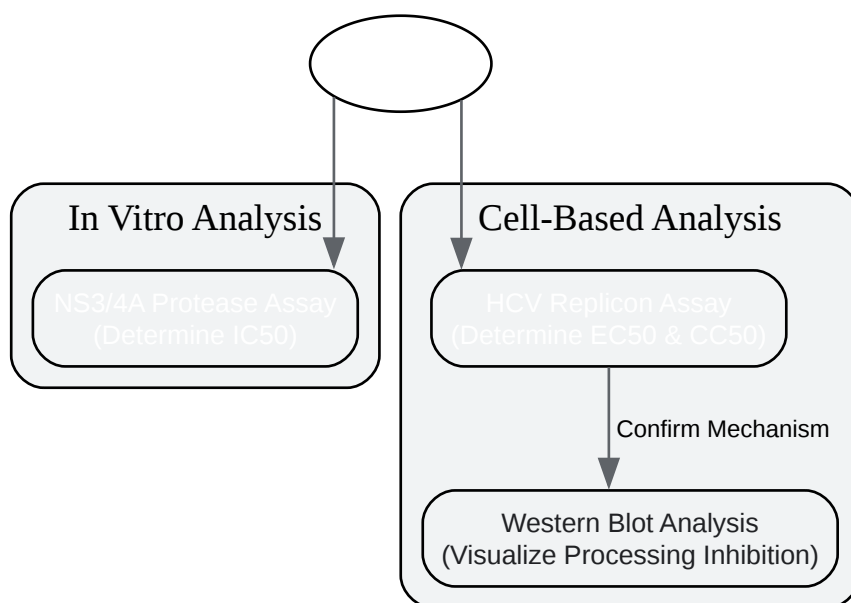 In Vitro Analysis
Cell-Based Analysis
NS3/4A Protease Assay
(Determine IC50)
HCV Replicon Assay
(Determine EC50 & CC50)
Confirm Mechanism
Western Blot Analysis
(Visualize Processing Inhibition)